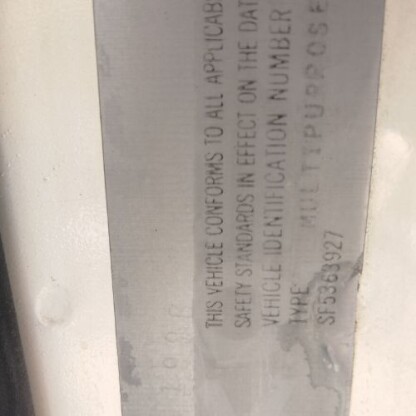 THIS VEHICLE CONFORMS TO ALL APPLICAB
SAFETY STANDARDS IN EFFECT ON THE DAT
VEHICLE IDENTIFICATION NUMBER
TYPE MULTIPURPOSE
SF5363927